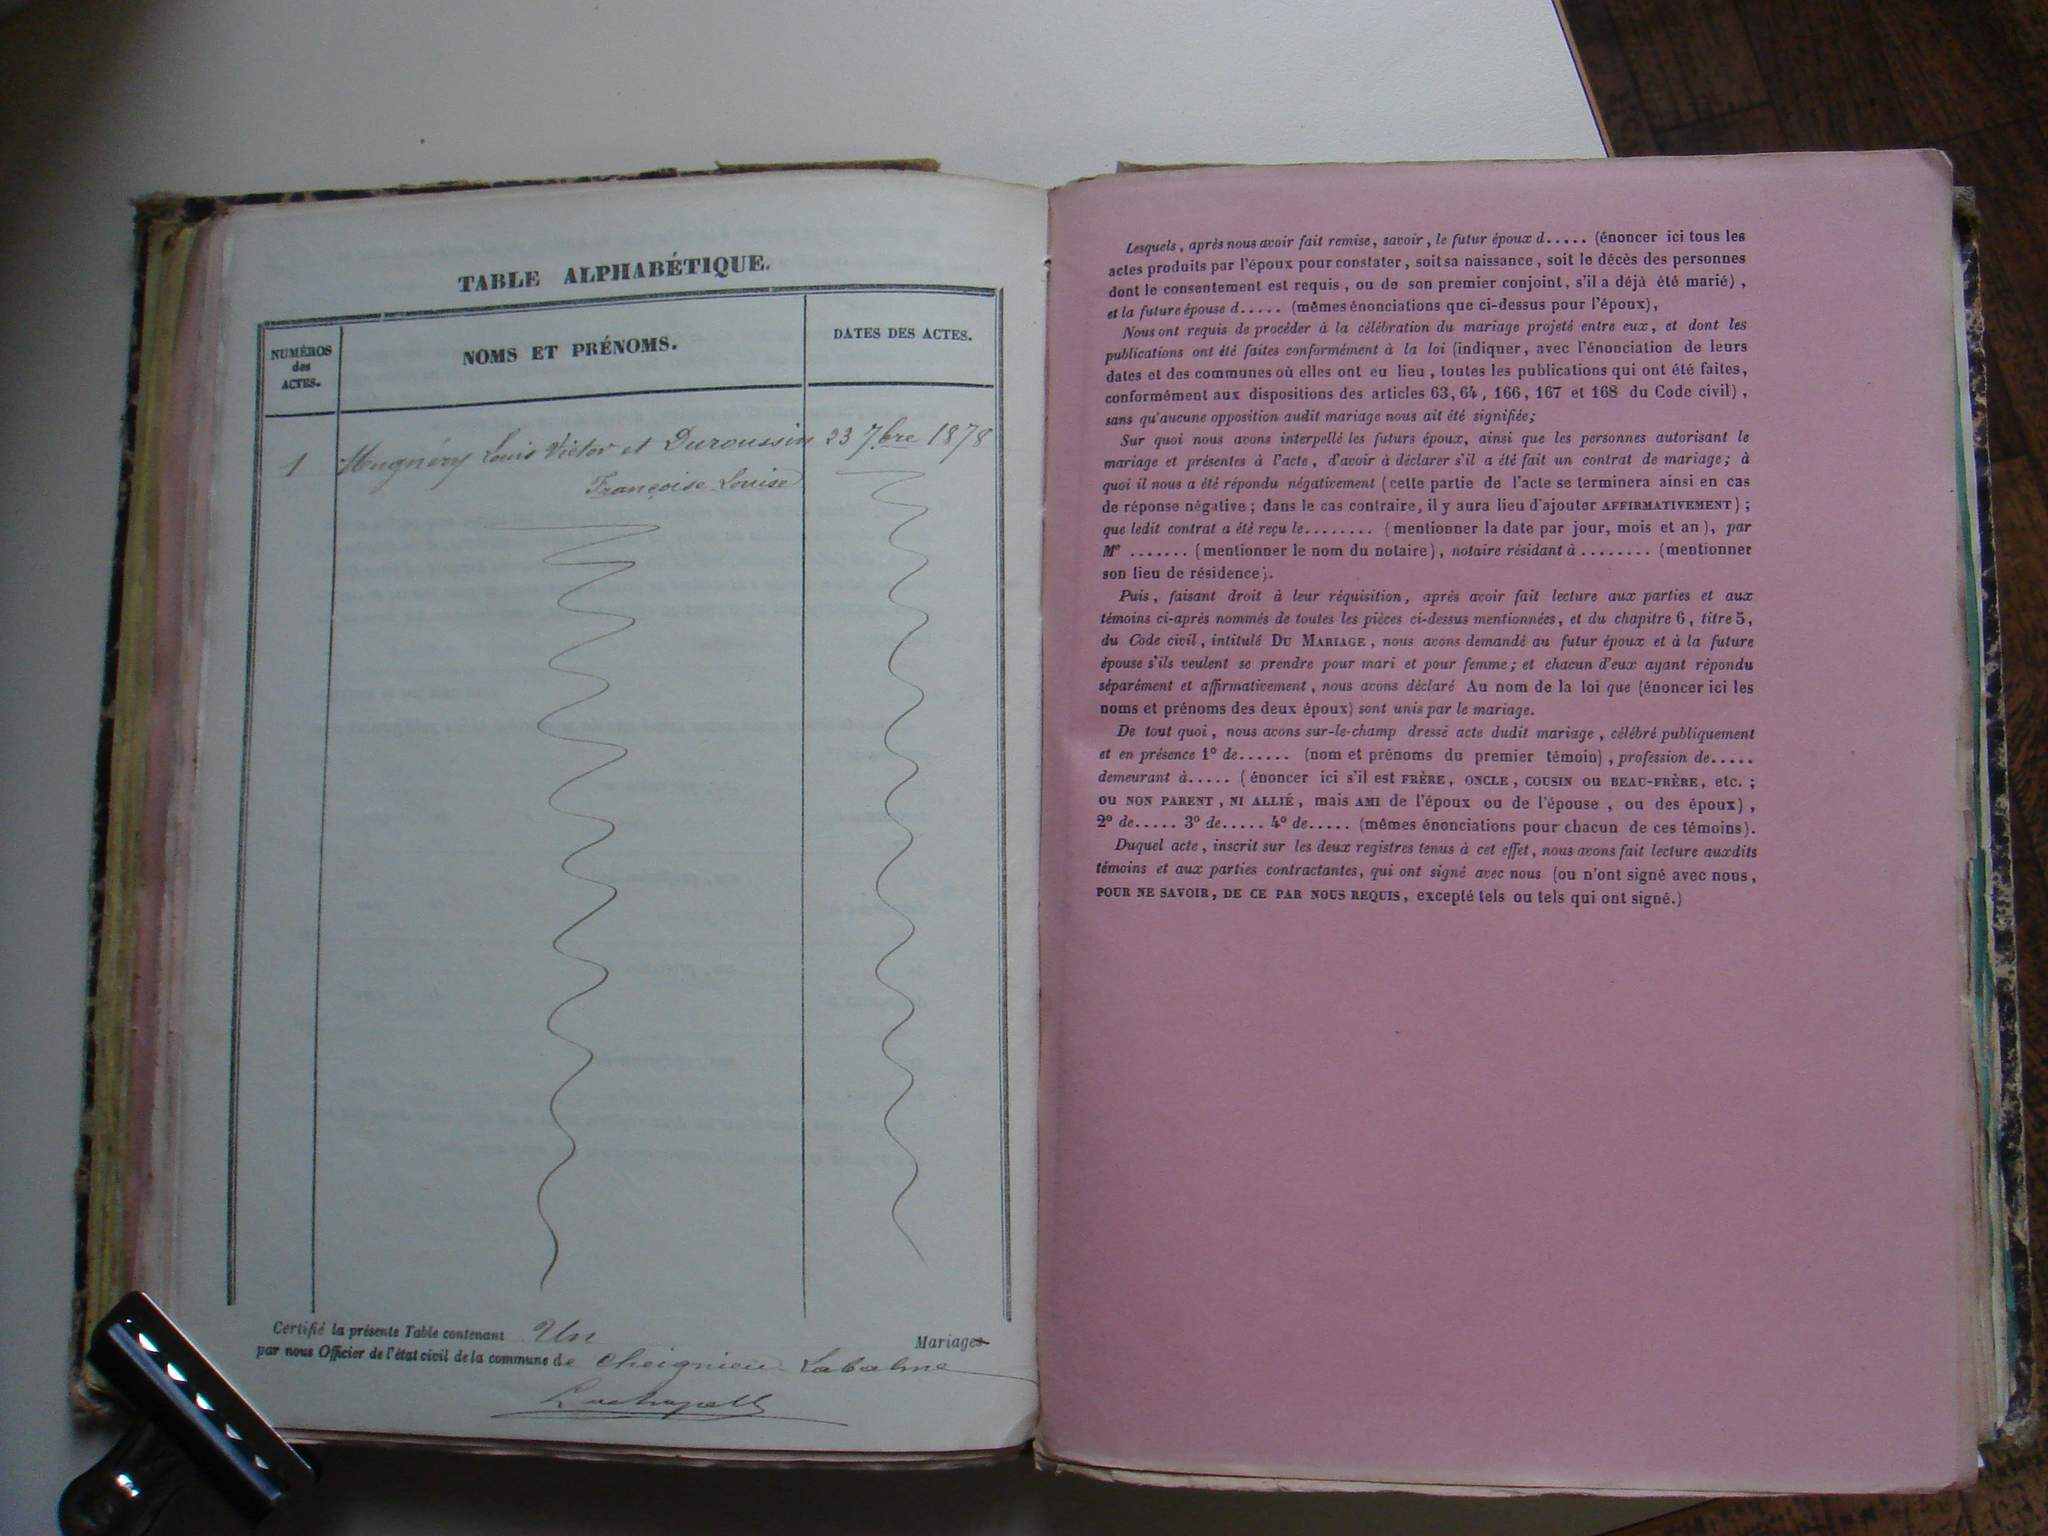 TABLE ALPHABÉTIQUE.
NUMÉROS
des
ACTES.
NOMS ET PRÉNOMS.
DATES DES ACTES.
1 Mugnéry Louis Victor et Duroussin 23 7.bre 1878
Françoise Louise
Certifié la présente Table contenant Un Mariages
par nous Officier de l'état civil de la commune de Cheignieu Labalme
Lesquels, après nous avoir fait remise, savoir, le futur époux d..... (énoncer ici tous les
actes produits par l'époux pour constater, soit sa naissance, soit le décès des personnes
dont le consentement est requis, ou de son premier conjoint, s'il a déjà été marié),
et la future épouse d..... (mêmes énonciations que ci-dessus pour l'époux),
Nous ont requis de procéder à la célébration du mariage projeté entre eux, et dont les
publications ont été faites conformément à la loi (indiquer, avec l'énonciation de leurs
dates et des communes où elles ont eu lieu, toutes les publications qui ont été faites,
conformément aux dispositions des articles 63, 64, 166, 167 et 168 du Code civil),
sans qu'aucune opposition audit mariage nous ait été signifiée;
Sur quoi nous avons interpellé les futurs époux, ainsi que les personnes autorisant le
mariage et présentes à l'acte, d'avoir à déclarer s'il a été fait un contrat de mariage; à
quoi il nous a été répondu négativement (cette partie de l'acte se terminera ainsi en cas
de réponse négative; dans le cas contraire, il y aura lieu d'ajouter AFFIRMATIVEMENT);
que ledit contrat a été reçu le........ (mentionner la date par jour, mois et an), par
Me ....... (mentionner le nom du notaire), notaire résidant à ........ (mentionner
son lieu de résidence).
Puis, faisant droit à leur réquisition, après avoir fait lecture aux parties et aux
témoins ci-après nommés de toutes les pièces ci-dessus mentionnées, et du chapitre 6, titre 5,
du Code civil, intitulé DU MARIAGE, nous avons demandé au futur époux et à la future
épouse s'ils veulent se prendre pour mari et pour femme; et chacun d'eux ayant répondu
séparément et affirmativement, nous avons déclaré Au nom de la loi que (énoncer ici les
noms et prénoms des deux époux) sont unis par le mariage.
De tout quoi, nous avons sur-le-champ dressé acte dudit mariage, célébré publiquement
et en présence 1° de...... (nom et prénoms du premier témoin), profession de.....
demeurant à..... (énoncer ici s'il est FRÈRE, ONCLE, COUSIN OU BEAU-FRÈRE, etc.;
ou NON PARENT, NI ALLIÉ, mais AMI de l'époux ou de l'épouse, ou des époux),
2° de..... 3° de..... 4° de..... (mêmes énonciations pour chacun de ces témoins).
Duquel acte, inscrit sur les deux registres tenus à cet effet, nous avons fait lecture auxdits
témoins et aux parties contractantes, qui ont signé avec nous (ou n'ont signé avec nous,
POUR NE SAVOIR, DE CE PAR NOUS REQUIS, excepté tels ou tels qui ont signé.)